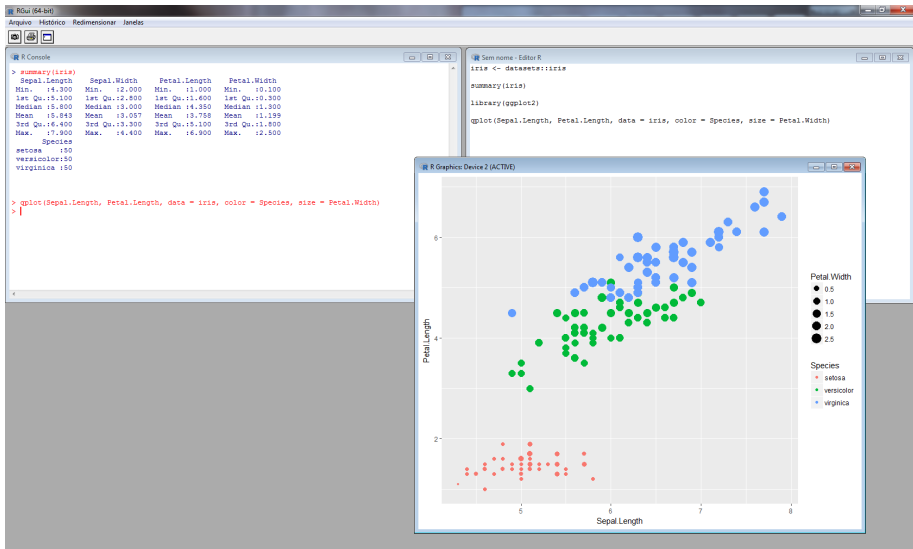 RGui (64-bit)
Arquivo Histórico Redimensionar Janelas
R Console
> summary(iris)
Sepal.Length Sepal.Width Petal.Length Petal.Width
Min. :4.300 Min. :2.000 Min. :1.000 Min. :0.100
1st Qu.:5.100 1st Qu.:2.800 1st Qu.:1.600 1st Qu.:0.300
Median :5.800 Median :3.000 Median :4.350 Median :1.300
Mean :5.843 Mean :3.057 Mean :3.758 Mean :1.199
3rd Qu.:6.400 3rd Qu.:3.300 3rd Qu.:5.100 3rd Qu.:1.800
Max. :7.900 Max. :4.400 Max. :6.900 Max. :2.500
Species
setosa :50
versicolor:50
virginica :50
> qplot(Sepal.Length, Petal.Length, data = iris, color = Species, size = Petal.Width)
>
Sem nome - Editor R
iris <- datasets::iris
summary(iris)
library(ggplot2)
qplot(Sepal.Length, Petal.Length, data = iris, color = Species, size = Petal.Width)
R Graphics: Device 2 (ACTIVE)
Petal.Length
6
4
2
5 6 7 8
Sepal.Length
Petal.Width
0.5
1.0
1.5
2.0
2.5
Species
setosa
versicolor
virginica